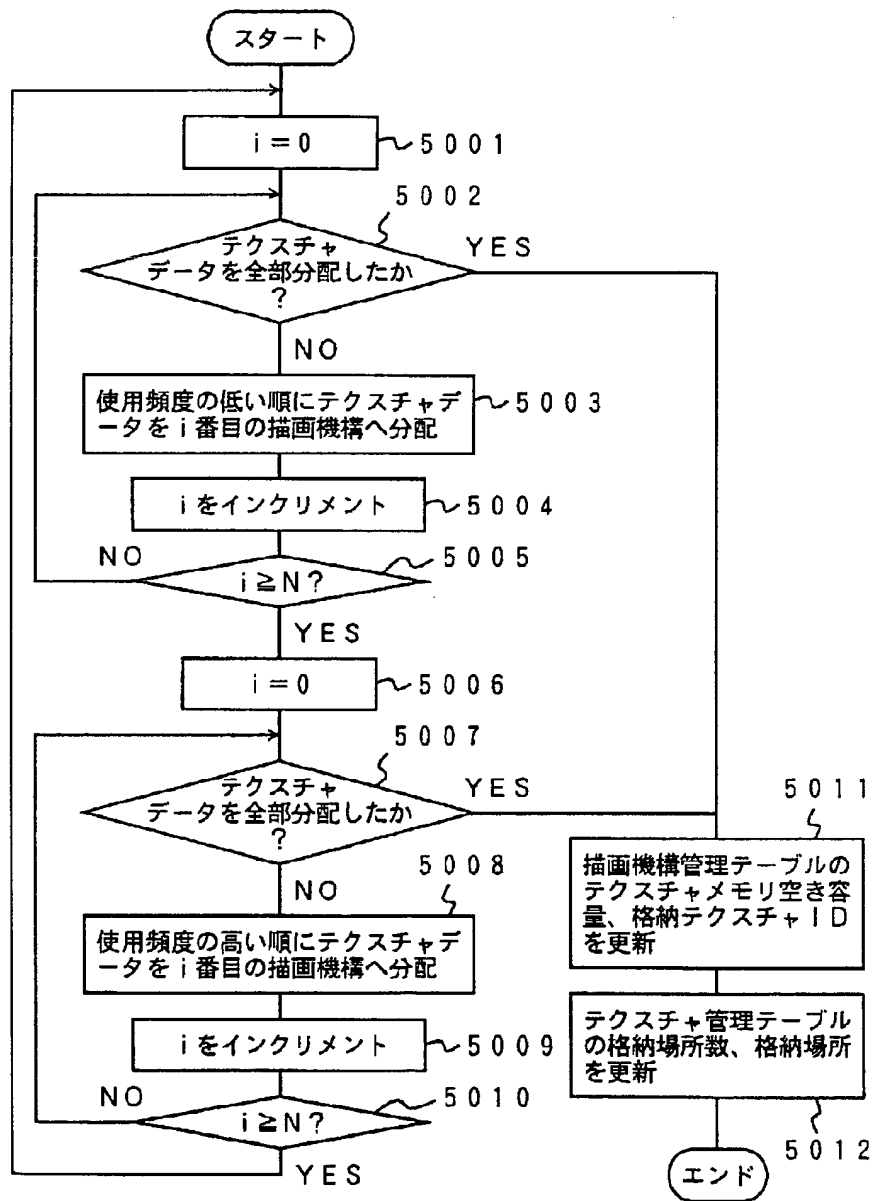 スタート
i=0
5001
5002
テクスチャ
データを全部分配したか
?
YES
NO
使用頻度の低い順にテクスチャデ
ータをi番目の描画機構へ分配
5003
iをインクリメント
5004
NO
i≧N?
5005
YES
i=0
5006
5007
テクスチャ
データを全部分配したか
?
YES
NO
5008
使用頻度の高い順にテクスチャデ
ータをi番目の描画機構へ分配
iをインクリメント
5009
NO
i≧N?
5010
YES
5011
描画機構管理テーブルの
テクスチャメモリ空き容
量、格納テクスチャID
を更新
テクスチャ管理テーブル
の格納場所数、格納場所
を更新
5012
エンド